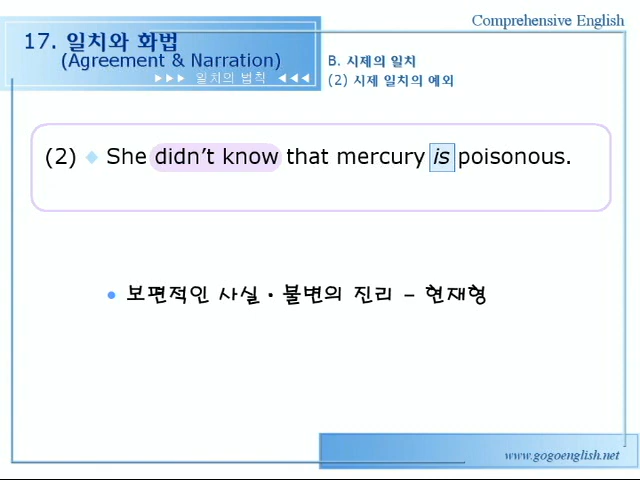 Comprehensive English
17. 일치와 화법
(Agreement & Narration)
▶▶▶ 일치의 법칙 ◀◀◀
B. 시제의 일치
(2) 시제 일치의 예외
(2) ◆ She didn't know that mercury is poisonous.
• 보편적인 사실 · 불변의 진리 – 현재형
www.gogoenglish.net